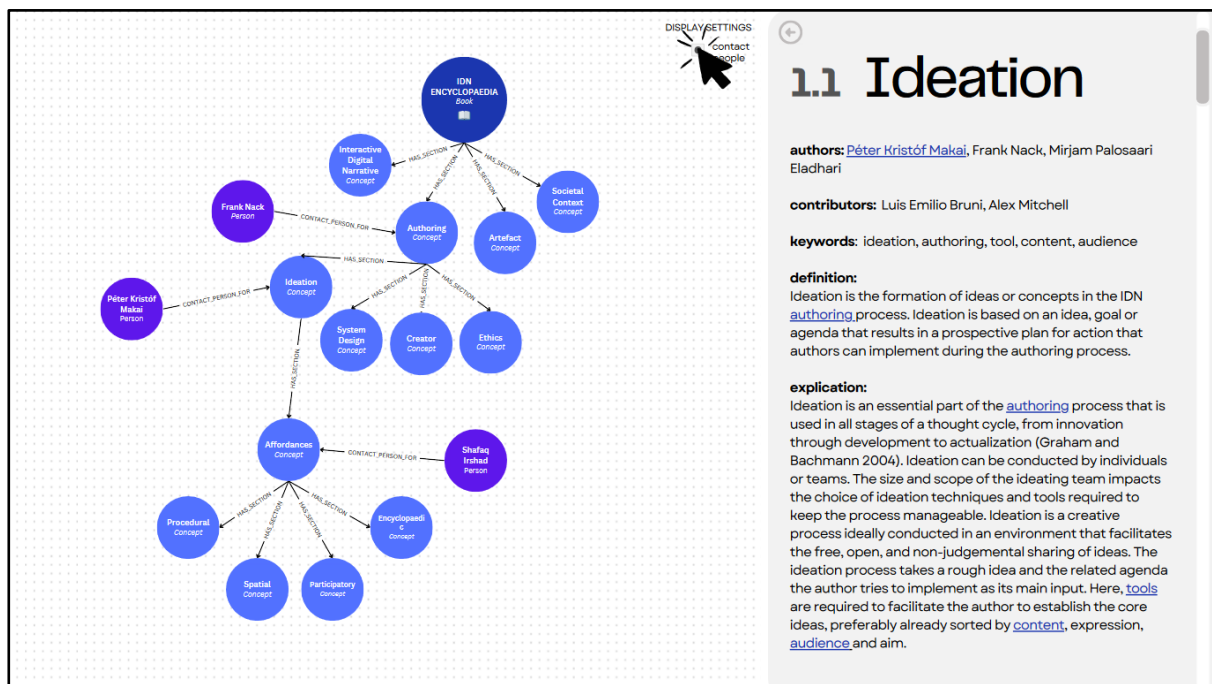 DISPLAY SETTINGS
contact
people
IDN
ENCYCLOPAEDIA
Book
HAS_SECTION
HAS_SECTION
HAS_SECTION
HAS_SECTION
Interactive
Digital
Narrative
Concept
Societal
Context
Concept
Frank Nack
Person
CONTACT_PERSON_FOR
Authoring
Concept
Artefact
Concept
HAS_SECTION
HAS_SECTION
HAS_SECTION
HAS_SECTION
Ideation
Concept
Péter Kristóf
Makai
Person
CONTACT_PERSON_FOR
System
Design
Concept
Creator
Concept
Ethics
Concept
HAS_SECTION
Affordances
Concept
CONTACT_PERSON_FOR
Shafaq
Irshad
Person
HAS_SECTION
HAS_SECTION
HAS_SECTION
HAS_SECTION
Procedural
Concept
Encyclopaedi
c
Concept
Spatial
Concept
Participatory
Concept
1.1 Ideation
authors: Péter Kristóf Makai, Frank Nack, Mirjam Palosaari
Eladhari
contributors: Luis Emilio Bruni, Alex Mitchell
keywords: ideation, authoring, tool, content, audience
definition:
Ideation is the formation of ideas or concepts in the IDN
authoring process. Ideation is based on an idea, goal or
agenda that results in a prospective plan for action that
authors can implement during the authoring process.
explication:
Ideation is an essential part of the authoring process that is
used in all stages of a thought cycle, from innovation
through development to actualization (Graham and
Bachmann 2004). Ideation can be conducted by individuals
or teams. The size and scope of the ideating team impacts
the choice of ideation techniques and tools required to
keep the process manageable. Ideation is a creative
process ideally conducted in an environment that facilitates
the free, open, and non-judgemental sharing of ideas. The
ideation process takes a rough idea and the related agenda
the author tries to implement as its main input. Here, tools
are required to facilitate the author to establish the core
ideas, preferably already sorted by content, expression,
audience and aim.